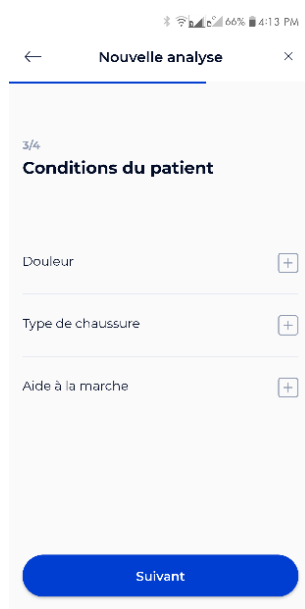 66% 4:13 PM
Nouvelle analyse
3/4
Conditions du patient
Douleur
Type de chaussure
Aide à la marche
Suivant